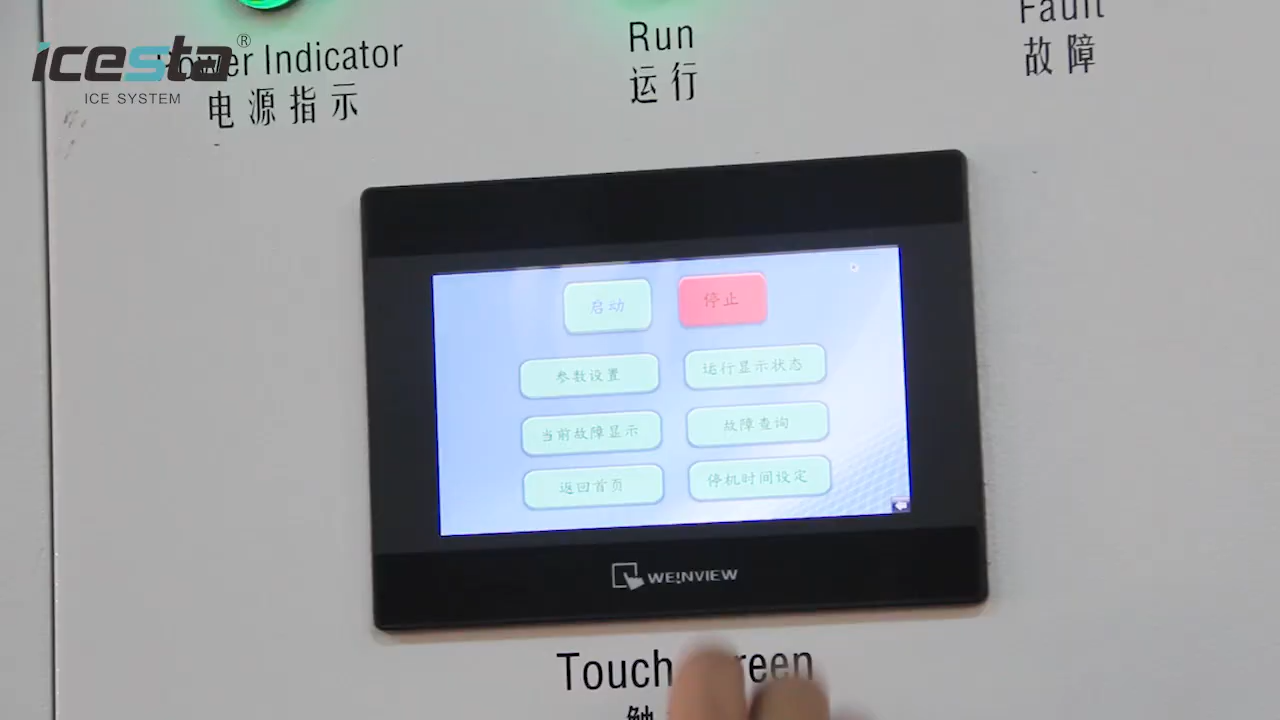 icesta®
ICE SYSTEM
Power Indicator
电源指示
Run
运行
Fault
故障
启动
停止
参数设置
运行显示状态
当前故障显示
故障查询
返回首页
停机时间设定
WEINVIEW
Touch